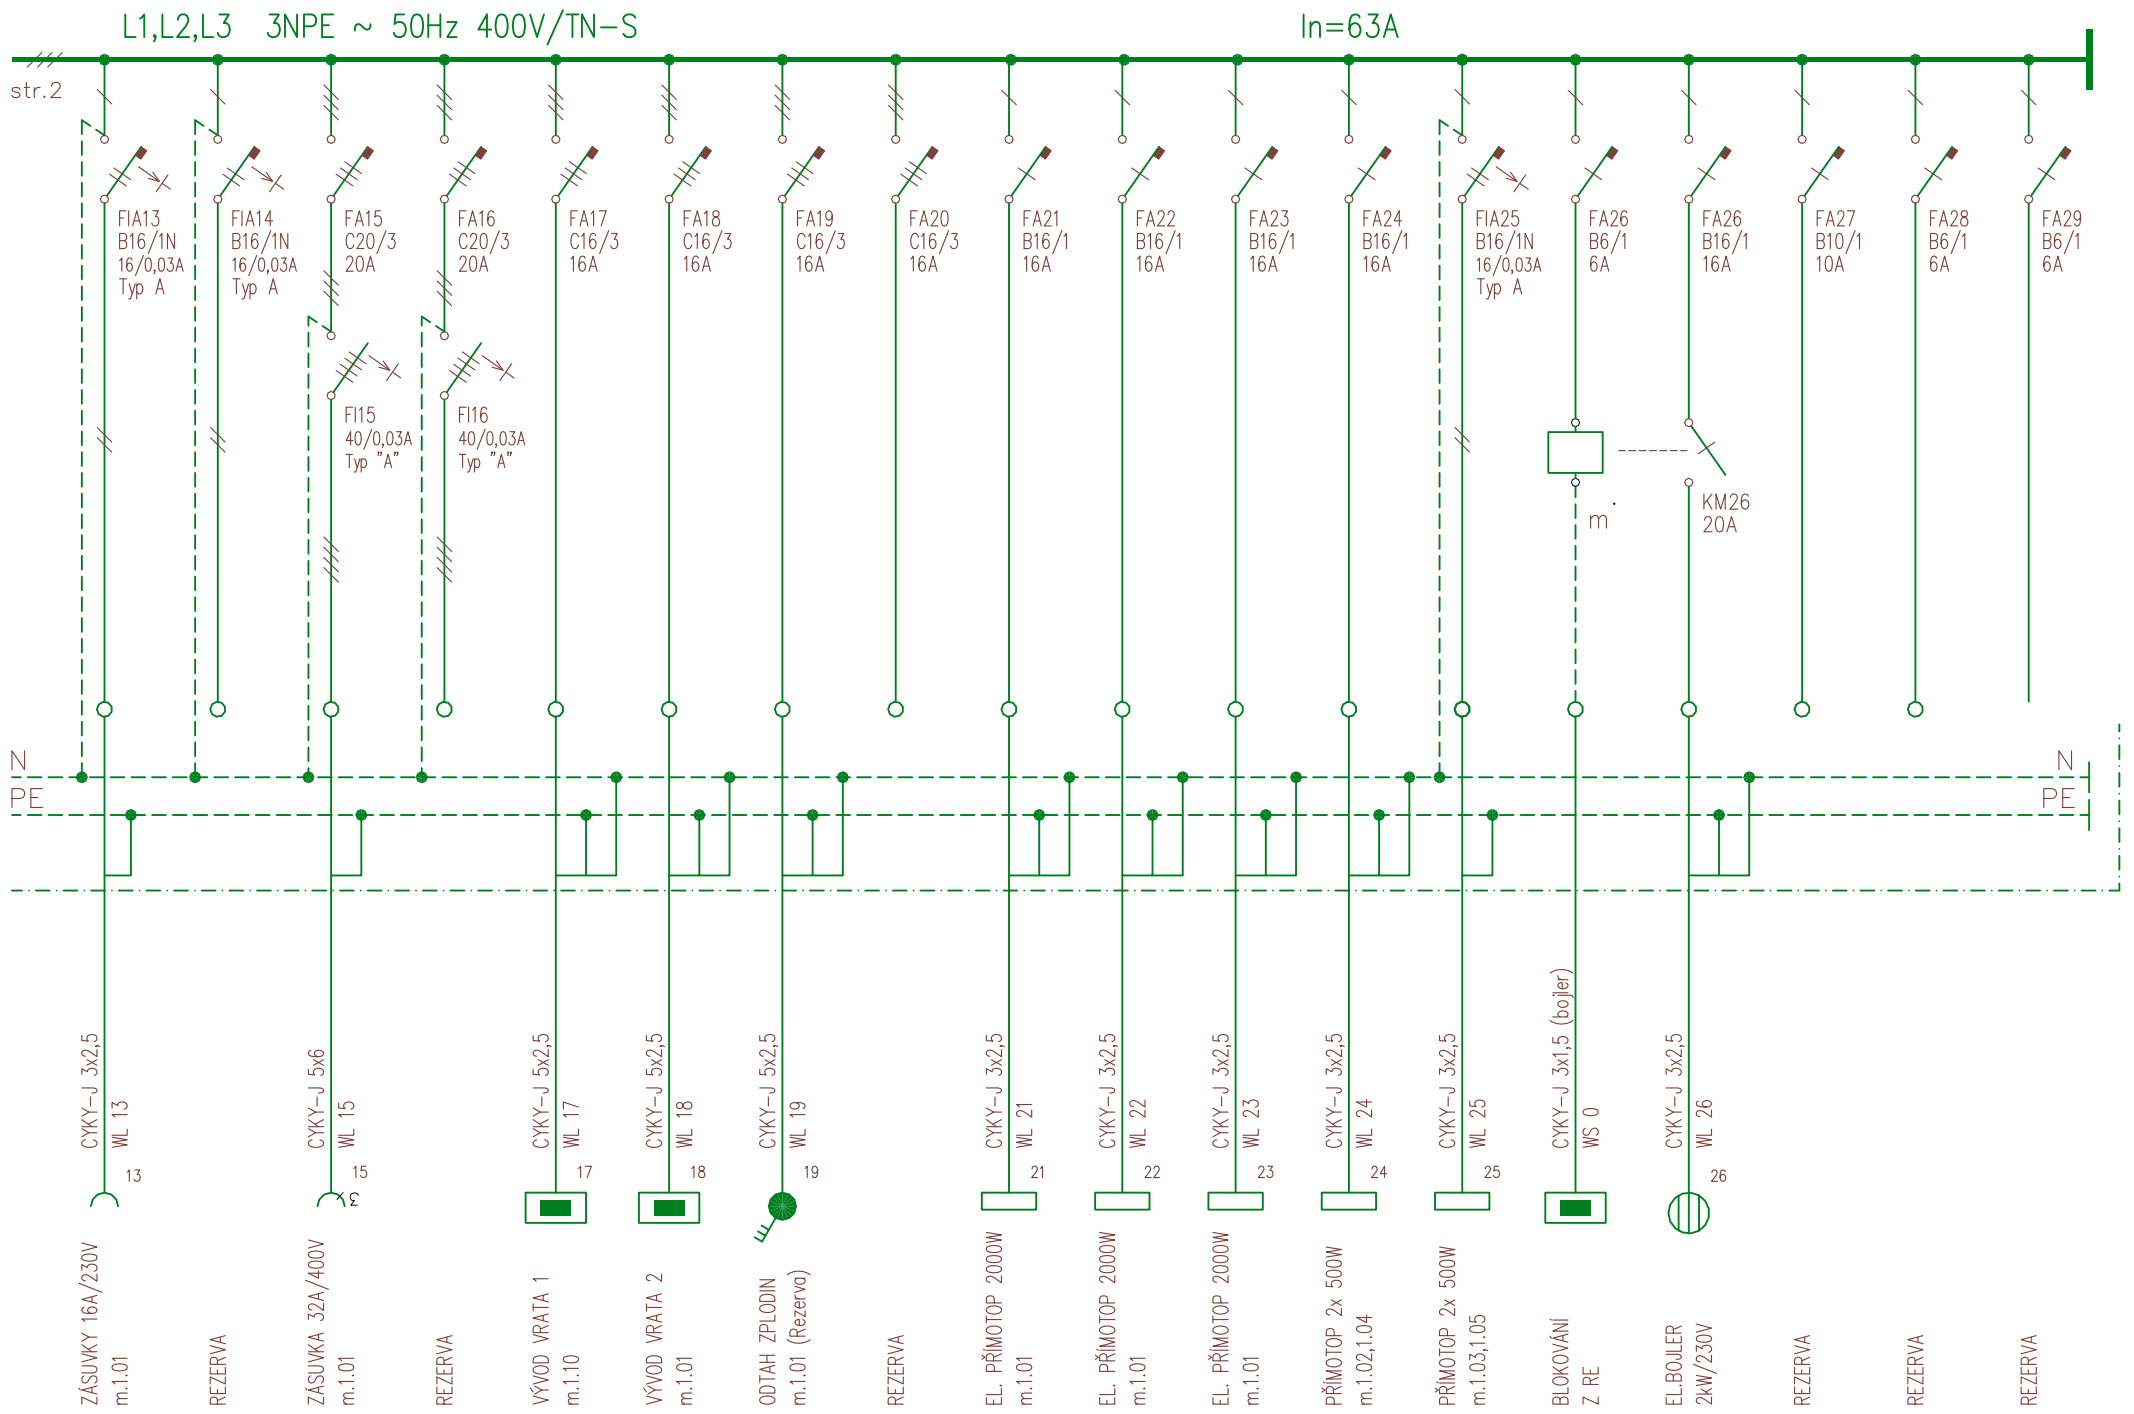 L1,L2,L3   3NPE ~ 50Hz 400V/TN-S
In=63A
str.2
FIA13
B16/1N
16/0,03A
Typ A
FIA14
B16/1N
16/0,03A
Typ A
FA15
C20/3
20A
FA16
C20/3
20A
FA17
C16/3
16A
FA18
C16/3
16A
FA19
C16/3
16A
FA20
C16/3
16A
FA21
B16/1
16A
FA22
B16/1
16A
FA23
B16/1
16A
FA24
B16/1
16A
FIA25
B16/1N
16/0,03A
Typ A
FA26
B6/1
6A
FA26
B16/1
16A
FA27
B10/1
10A
FA28
B6/1
6A
FA29
B6/1
6A
FI15
40/0,03A
Typ "A"
FI16
40/0,03A
Typ "A"
m
KM26
20A
N
N
PE
PE
CYKY-J 3x2,5
WL 13
CYKY-J 5x6
WL 15
CYKY-J 5x2,5
WL 17
CYKY-J 5x2,5
WL 18
CYKY-J 5x2,5
WL 19
CYKY-J 3x2,5
WL 21
CYKY-J 3x2,5
WL 22
CYKY-J 3x2,5
WL 23
CYKY-J 3x2,5
WL 24
CYKY-J 3x2,5
WL 25
CYKY-J 3x1,5 (bojler)
WS 0
CYKY-J 3x2,5
WL 26
13
15
17
18
19
21
22
23
24
25
26
x 3
ZÁSUVKY 16A/230V
m.1.01
REZERVA
ZÁSUVKA 32A/400V
m.1.01
REZERVA
VÝVOD VRATA 1
m.1.10
VÝVOD VRATA 2
m.1.01
ODTAH ZPLODIN
m.1.01 (Rezerva)
REZERVA
EL. PŘÍMOTOP 2000W
m.1.01
EL. PŘÍMOTOP 2000W
m.1.01
EL. PŘÍMOTOP 2000W
m.1.01
PŘÍMOTOP 2x 500W
m.1.02,1.04
PŘÍMOTOP 2x 500W
m.1.03,1.05
BLOKOVÁNÍ
Z RE
EL.BOJLER
2kW/230V
REZERVA
REZERVA
REZERVA